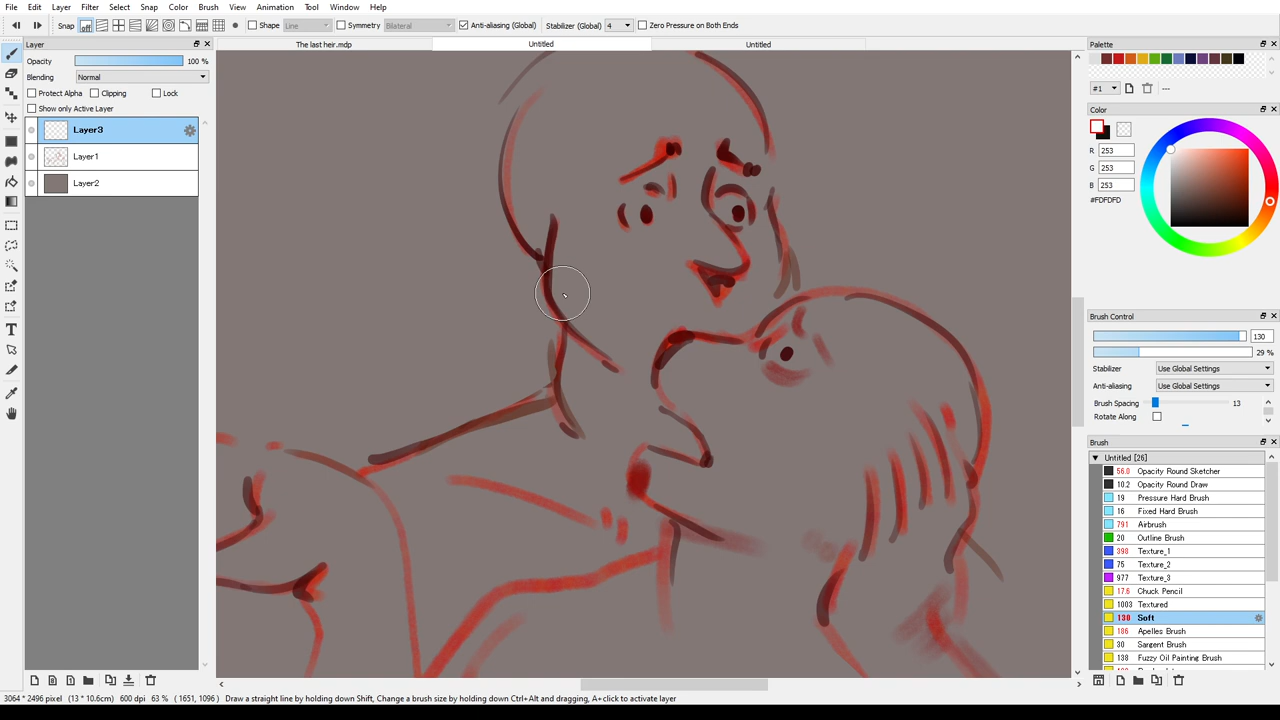 File Edit Layer Filter Select Snap Color Brush Vegetation Animation Tool Window Help
Snap off Shape Line Symmetry Bilateral Anti-aliasing (Global) Stabilizer (Global) 4 Zero Pressure on Both Ends
Layer
The last heir.mdp
Untitled
Untitled
Opacity 100 %
Blending Normal
Protect Alpha Clipping Lock
Show only Active Layer
Layer3
Layer1
Layer2
Palette
#1 ---
Color
R 253
G 253
B 253
#FDFDFD
Brush Control
130
29 %
Stabilizer Use Global Settings
Anti-aliasing Use Global Settings
Brush Spacing 13
Rotate Along
Brush
Untitled [26]
56.0 Opacity Round Sketcher
10.2 Opacity Round Draw
19 Pressure Hard Brush
16 Fixed Hard Brush
791 Airbrush
20 Outline Brush
398 Texture_1
75 Texture_2
977 Texture_3
17.6 Chuck Pencil
1003 Textured
130 Soft
186 Apelles Brush
30 Sargent Brush
138 Fuzzy Oil Painting Brush
3064 * 2496 pixel (13 * 10.6cm) 600 dpi 63 % ( 1651, 1096 ) Draw a straight line by holding down Shift, Change a brush size by holding down Ctrl+Alt and dragging, A+click to activate layer